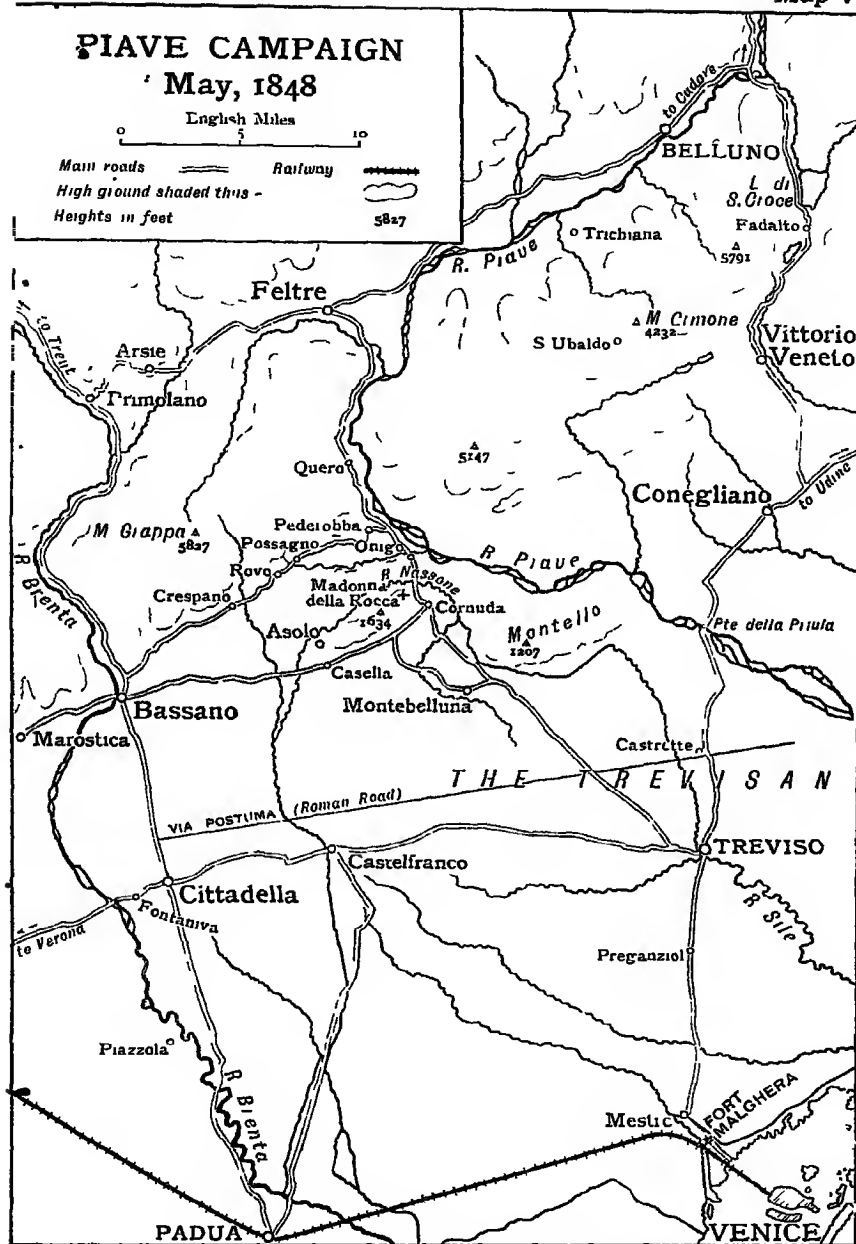 Map V
PIAVE CAMPAIGN
May, 1848
English Miles
0 5 10
Main roads Railway
High ground shaded thus -
Heights in feet 5827
to Cadore
BELLUNO
L di
S. Croce
Fadalto
Trichiana
5791
R. Piave
Feltre
M Cimone
4232
S Ubaldo
Vittorio
Veneto
to Trent
Arsie
Primolano
5147
Quero
Conegliano
to Udine
M Grappa
5827
Pederobba
Possagno
Onigo
R Piave
R Brenta
Rovo
R Nassone
Crespano
Madonna
della Rocca
Cornuda
1634
Asolo
Montello
1207
Pte della Priula
Casella
Bassano
Montebelluna
Marostica
Castrette
THE TREVISAN
VIA POSTUMA (Roman Road)
TREVISO
Castelfranco
Cittadella
Fontaniva
to Verona
R Sile
Preganziol
Piazzola
R Brenta
Mestre
FORT
MALGHERA
PADUA
VENICE